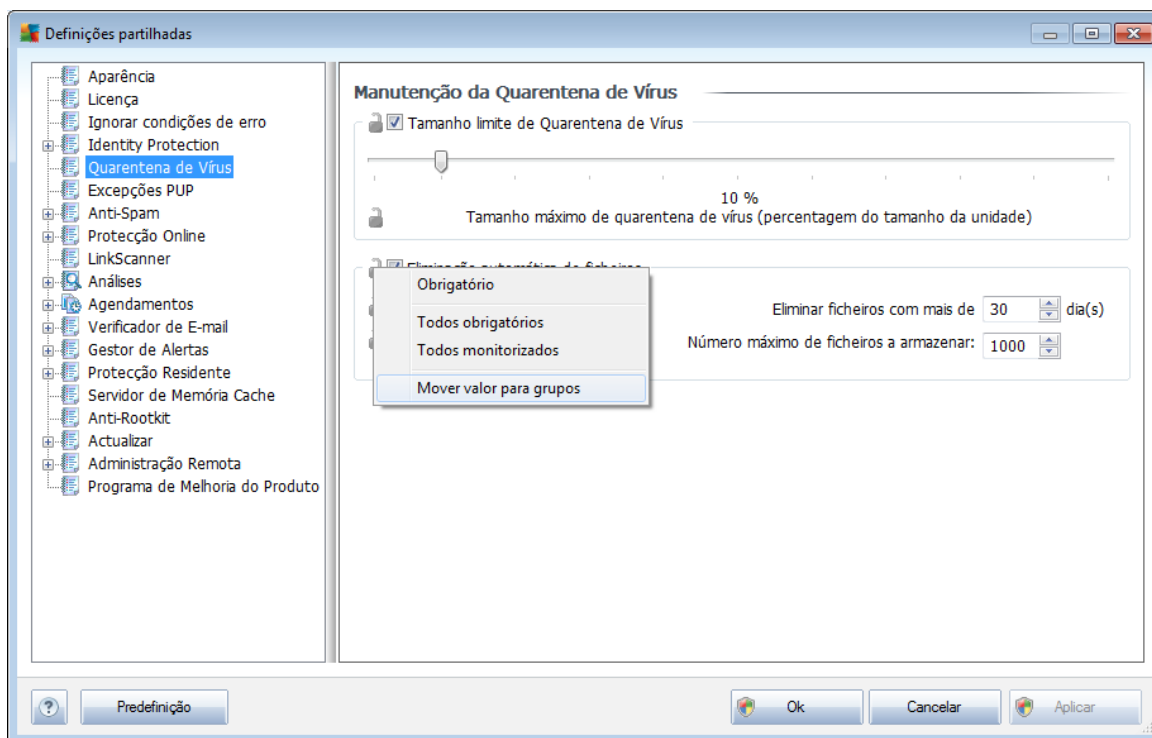 Definições partilhadas
Aparência
Licença
Ignorar condições de erro
Identity Protection
Quarentena de Vírus
Excepções PUP
Anti-Spam
Protecção Online
LinkScanner
Análises
Agendamentos
Verificador de E-mail
Gestor de Alertas
Protecção Residente
Servidor de Memória Cache
Anti-Rootkit
Actualizar
Administração Remota
Programa de Melhoria do Produto
Manutenção da Quarentena de Vírus
Tamanho limite de Quarentena de Vírus
10 %
Tamanho máximo de quarentena de vírus (percentagem do tamanho da unidade)
Eliminação automática de ficheiros
Obrigatório
Todos obrigatórios
Todos monitorizados
Mover valor para grupos
Eliminar ficheiros com mais de 30 dia(s)
Número máximo de ficheiros a armazenar: 1000
Predefinição
Ok
Cancelar
Aplicar